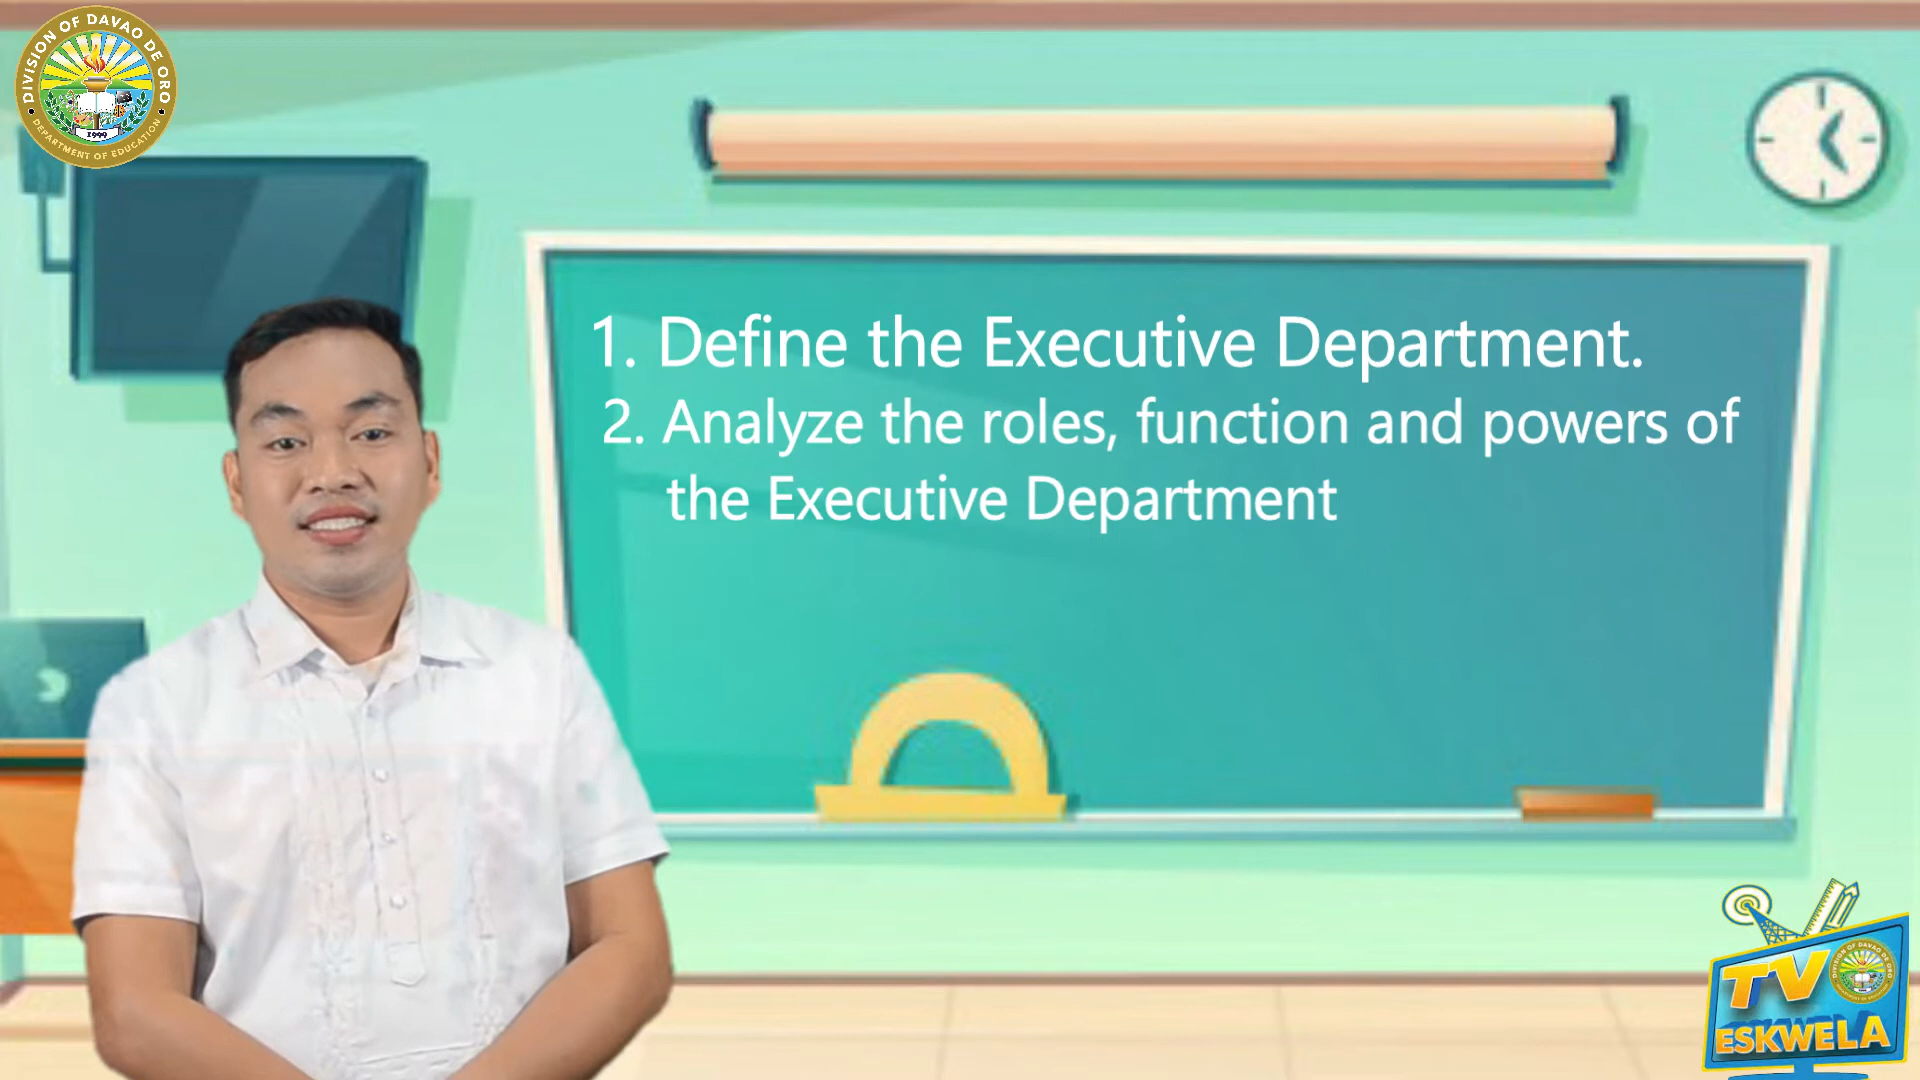 DIVISION OF DAVAO DE ORO
1999
DEPARTMENT OF EDUCATION
1. Define the Executive Department.
2. Analyze the roles, function and powers of
the Executive Department
TV
ESKWELA